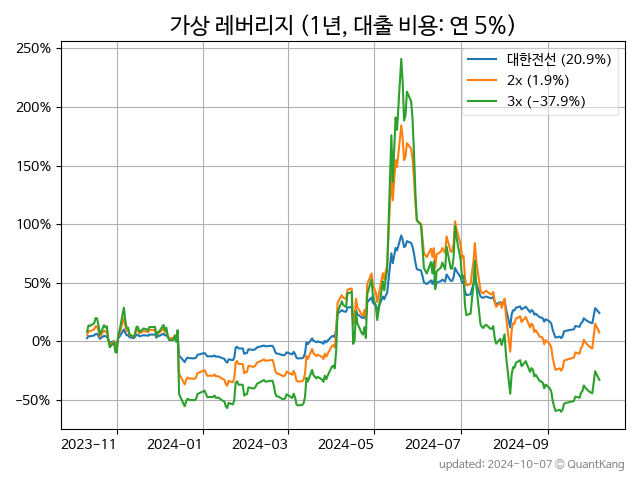 가상 레버리지 (1년, 대출 비용: 연 5%)
250%
200%
150%
100%
50%
0%
−50%
대한전선 (20.9%)
2x (1.9%)
3x (−37.9%)
2023-11
2024-01
2024-03
2024-05
2024-07
2024-09
updated: 2024-10-07 © QuantKang